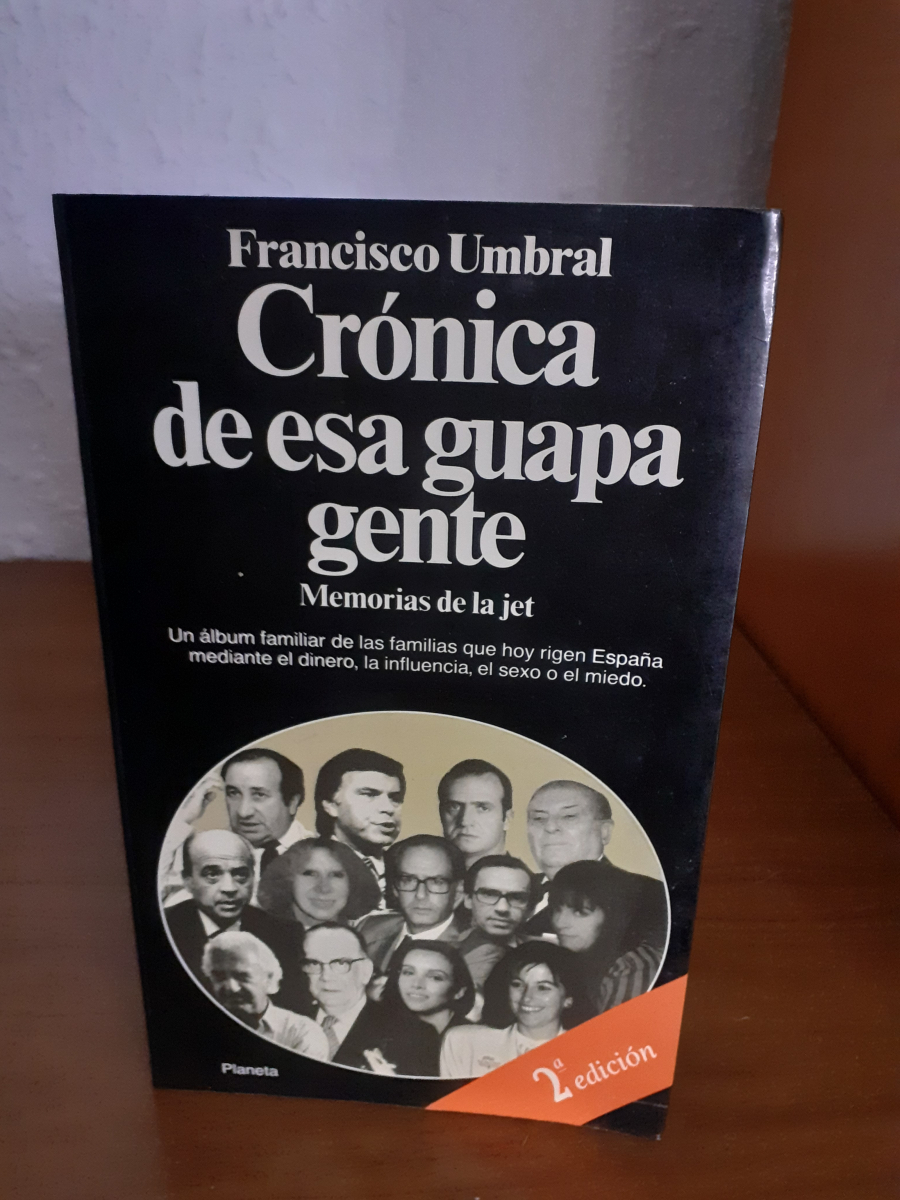 Francisco Umbral
Crónica
de esa guapa
gente
Memorias de la jet
Un álbum familiar de las familias que hoy rigen España
mediante el dinero, la influencia, el sexo o el miedo.
Planeta
2ª edición